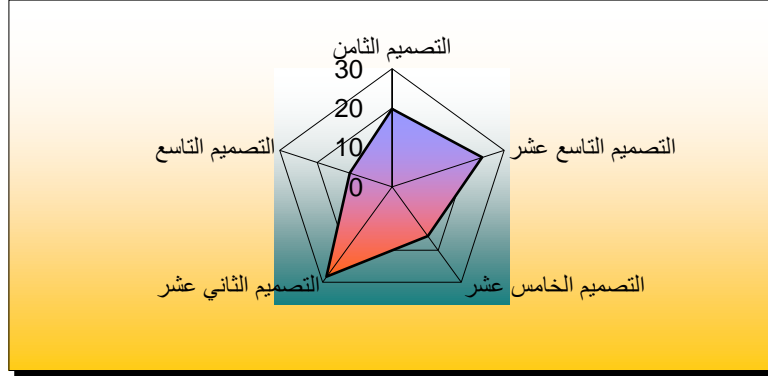 التصميم الثامن
30
20
10
0
التصميم التاسع عشر
التصميم الخامس عشر
التصميم الثاني عشر
التصميم التاسع